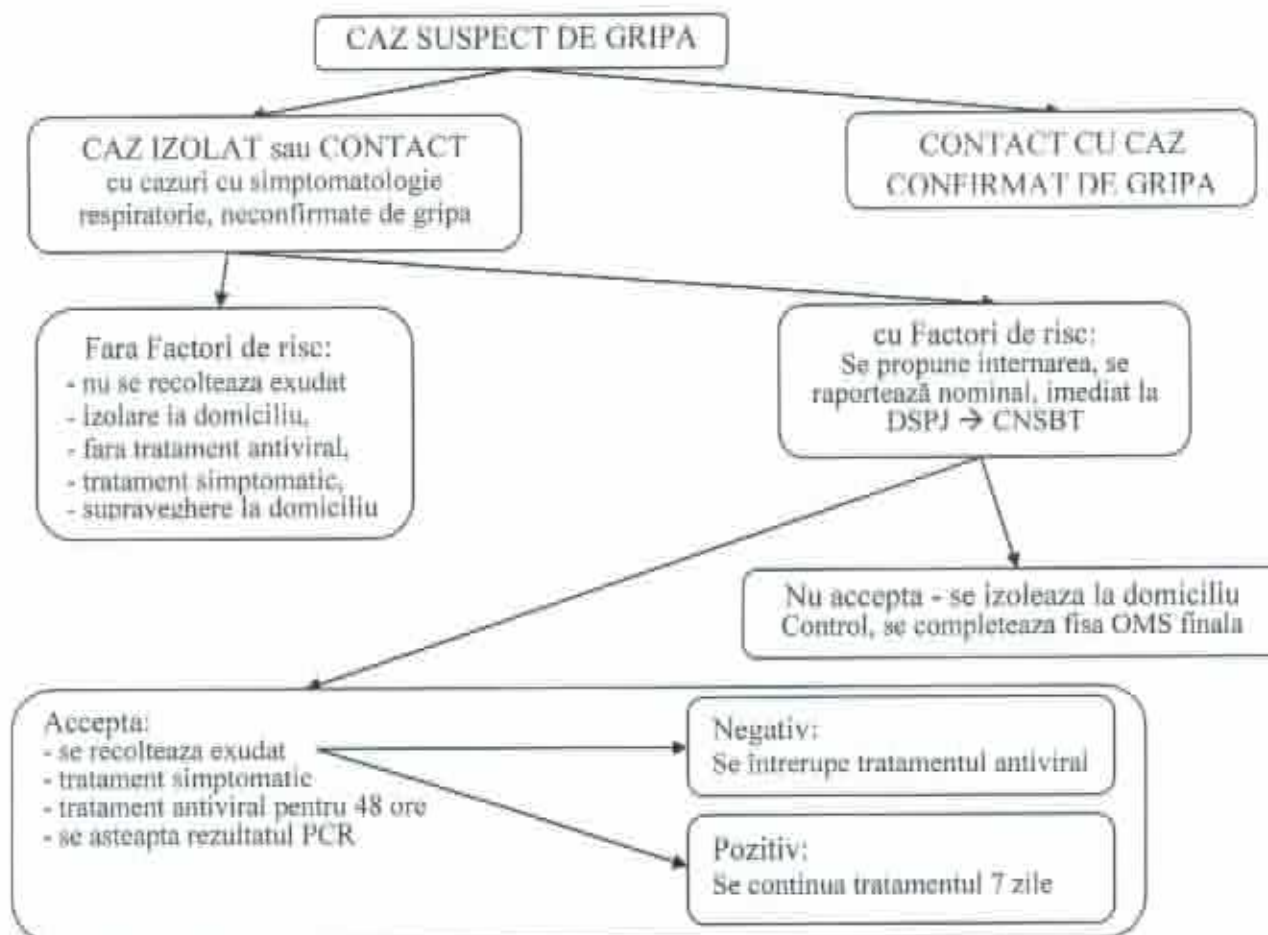 CAZ SUSPECT DE GRIPA
CAZ IZOLAT sau CONTACT
cu cazuri cu simptomatologie
respiratorie, neconfirmate de gripa
CONTACT CU CAZ
CONFIRMAT DE GRIPA
Fara Factori de risc:
- nu se recolteaza exudat
- izolare la domiciliu,
- fara tratament antiviral,
- tratament simptomatic,
- supraveghere la domiciliu
cu Factori de risc:
Se propune internarea, se
raportează nominal, imediat la
DSPJ → CNSBT
Nu accepta - se izoleaza la domiciliu
Control, se completeaza fisa OMS finala
Accepta:
- se recolteaza exudat
- tratament simptomatic
- tratament antiviral pentru 48 ore
- se asteapta rezultatul PCR
Negativ:
Se întrerupe tratamentul antiviral
Pozitiv:
Se continua tratamentul 7 zile